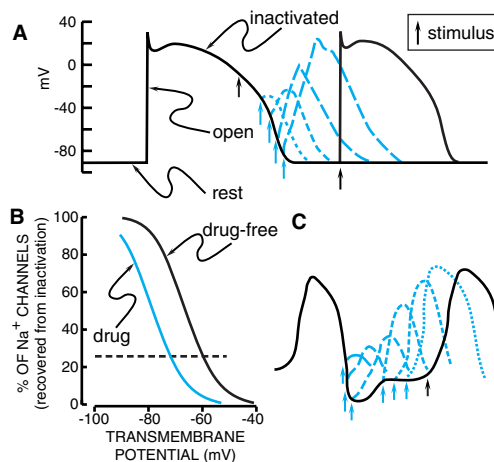 A
inactivated
stimulus
40
0
-40
-80
mV
open
rest
B
100
80
60
40
20
0
% OF Na+ CHANNELS
(recovered from inactivation)
drug-free
drug
-100
-80
-60
-40
TRANSMEMBRANE
POTENTIAL (mV)
C